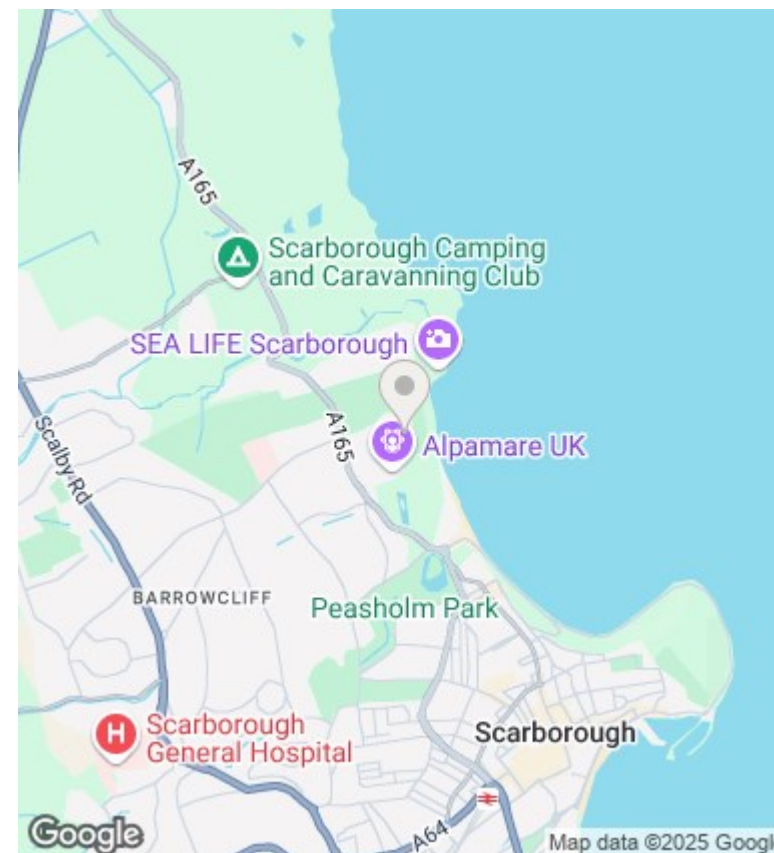 A165
Scarborough Camping
and Caravanning Club
SEA LIFE Scarborough
A165
Alpamare UK
Scalby Rd
BARROWCLIFF
Peasholm Park
H
Scarborough
General Hospital
Scarborough
A64
Google
Map data ©2025 Googl